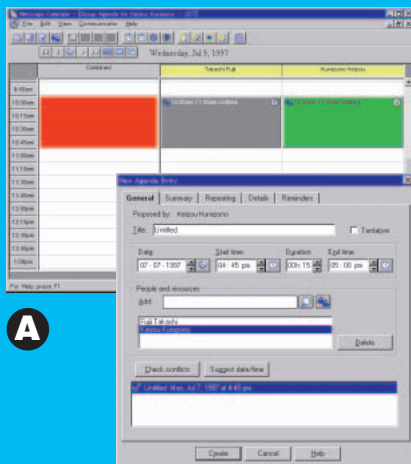 Netscape Calendar - [Group Agenda for Keizou Kurazono - JST]
File Edit View Communicator Help
Wednesday, Jul 9, 1997
Combined Takashi Fuji Kurazono Keizou
9:45am
10:00am
10:15am
10:30am
10:45am
11:00am
11:15am
11:30am
11:45am
12:00pm
12:15pm
12:30pm
12:45pm
1:00pm
For Help, press F1
A
New Agenda Entry
General Summary Repeating Details Reminders
Proposed by: Keizou Kurazono
Title: Untitled Tentative
Date: Start time: Duration: End time:
07-07-1997 04:45 pm 00h:15 05:00 pm
People and resources
Add:
Fuji Takashi
Keizou Kurazono
Delete
Check conflicts Suggest date/time
Untitled Mon, Jul 7, 1997 at 4:45 pm
Create Cancel Help